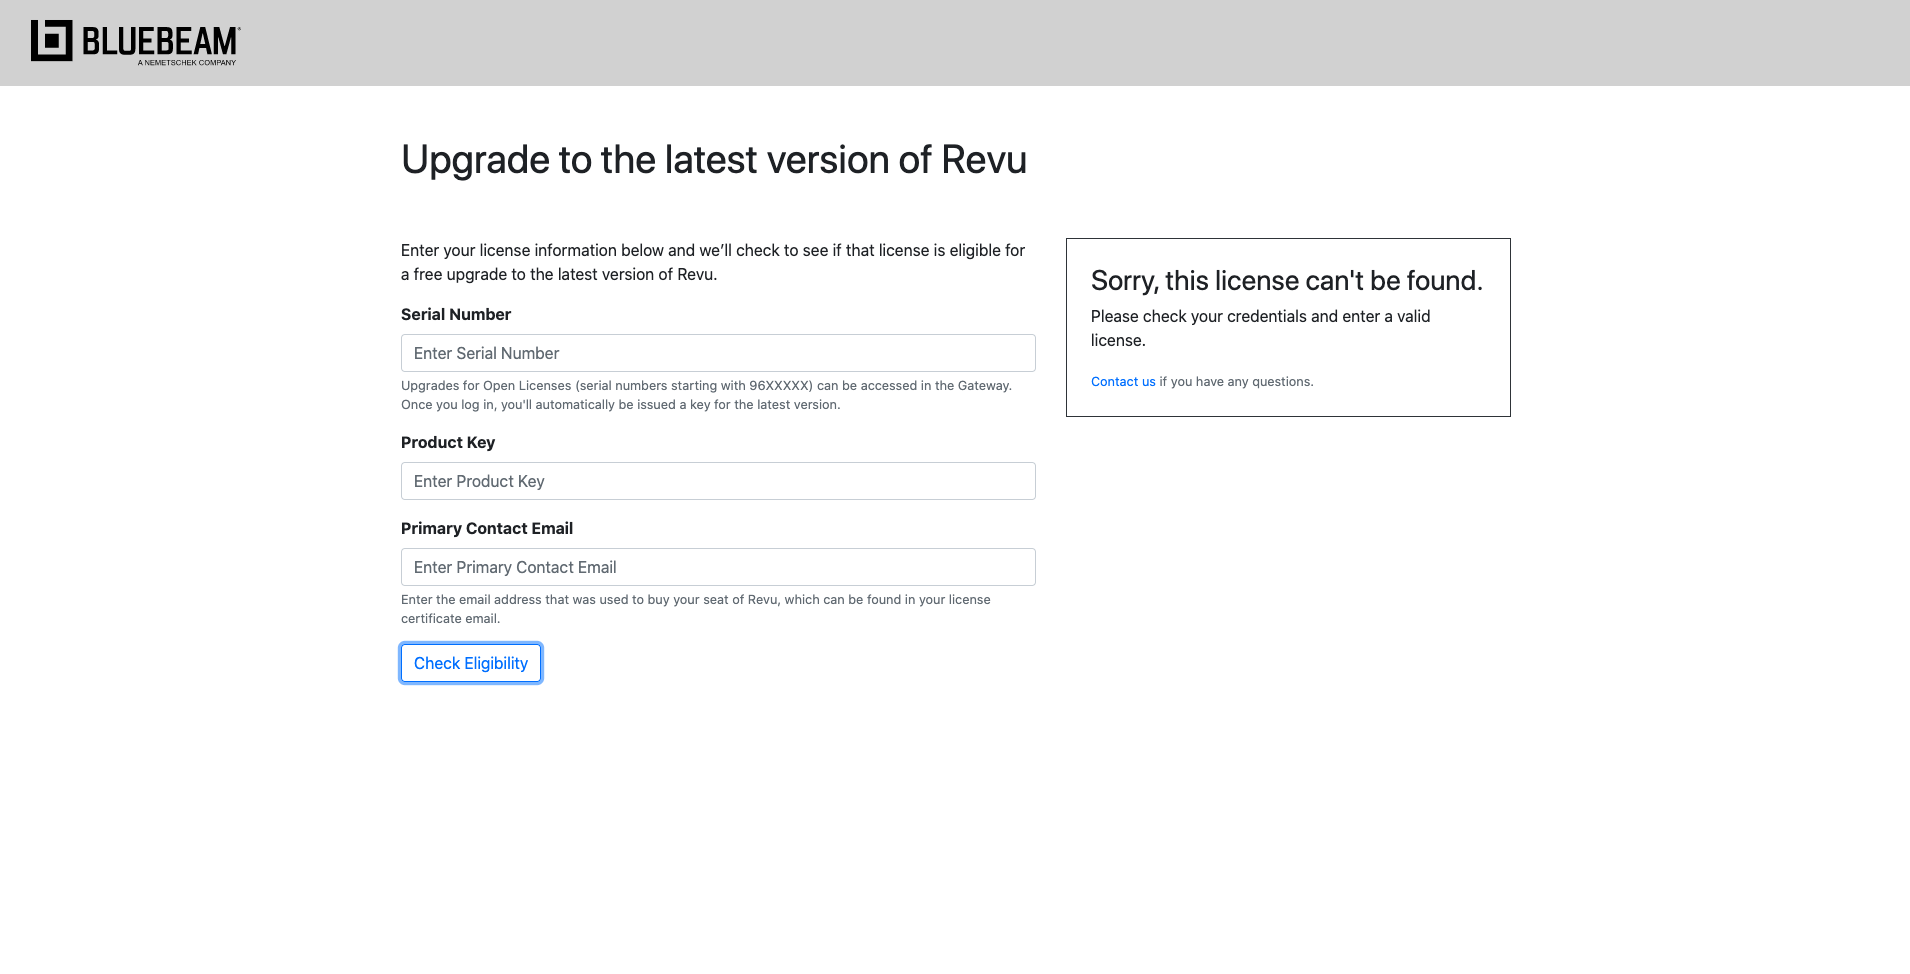 BLUEBEAM®
A NEMETSCHEK COMPANY
Upgrade to the latest version of Revu
Enter your license information below and we’ll check to see if that license is eligible for
a free upgrade to the latest version of Revu.
Serial Number
Enter Serial Number
Upgrades for Open Licenses (serial numbers starting with 96XXXXX) can be accessed in the Gateway.
Once you log in, you'll automatically be issued a key for the latest version.
Product Key
Enter Product Key
Primary Contact Email
Enter Primary Contact Email
Enter the email address that was used to buy your seat of Revu, which can be found in your license
certificate email.
Check Eligibility
Sorry, this license can't be found.
Please check your credentials and enter a valid
license.
Contact us if you have any questions.